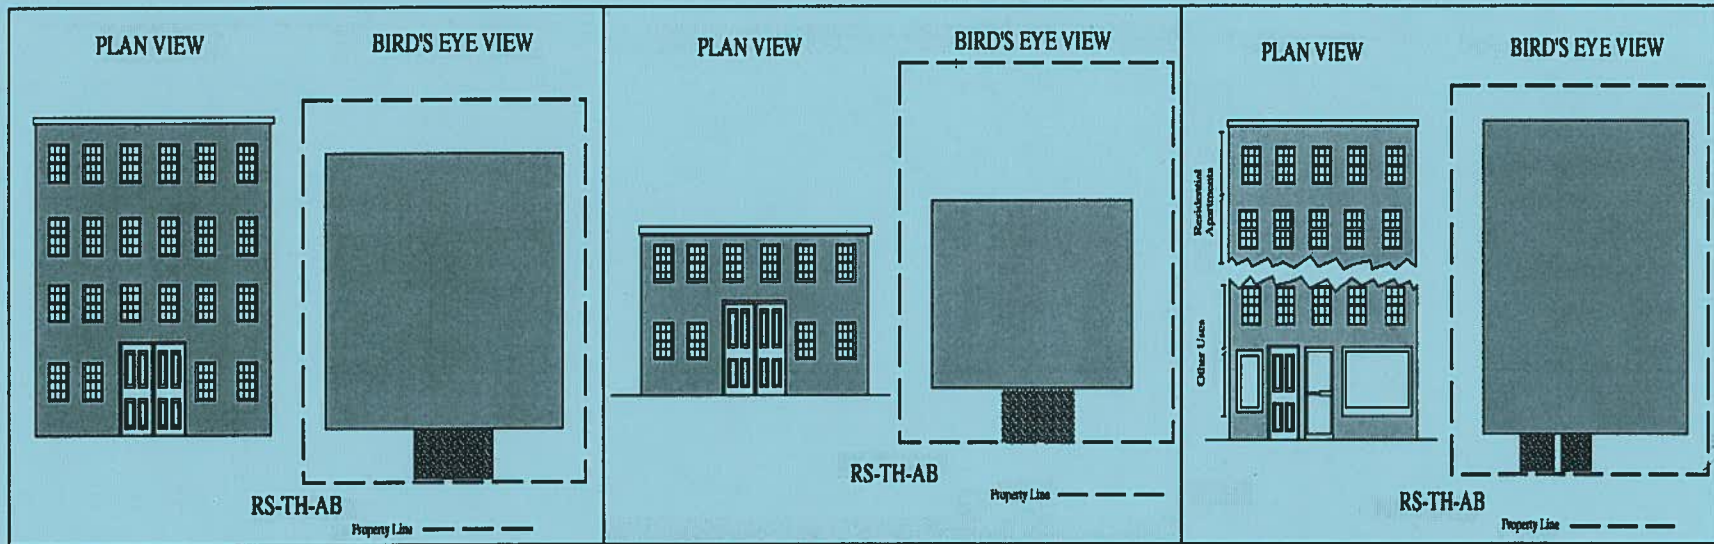 PLAN VIEW
BIRD'S EYE VIEW
RS-TH-AB
Property Line
PLAN VIEW
BIRD'S EYE VIEW
RS-TH-AB
Property Line
PLAN VIEW
BIRD'S EYE VIEW
Residential
Apartments
Other Uses
RS-TH-AB
Property Line